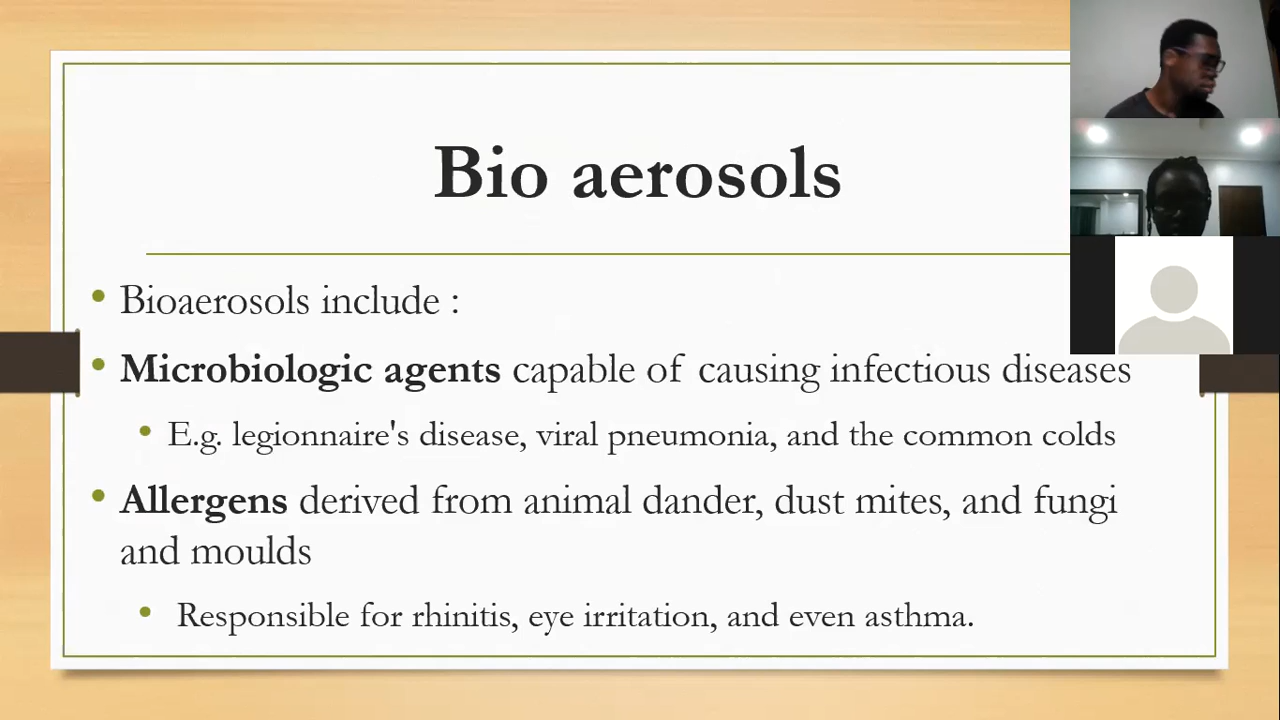 Bio aerosols
Bioaerosols include :
Microbiologic agents capable of causing infectious diseases
E.g. legionnaire's disease, viral pneumonia, and the common colds
Allergens derived from animal dander, dust mites, and fungi
and moulds
Responsible for rhinitis, eye irritation, and even asthma.